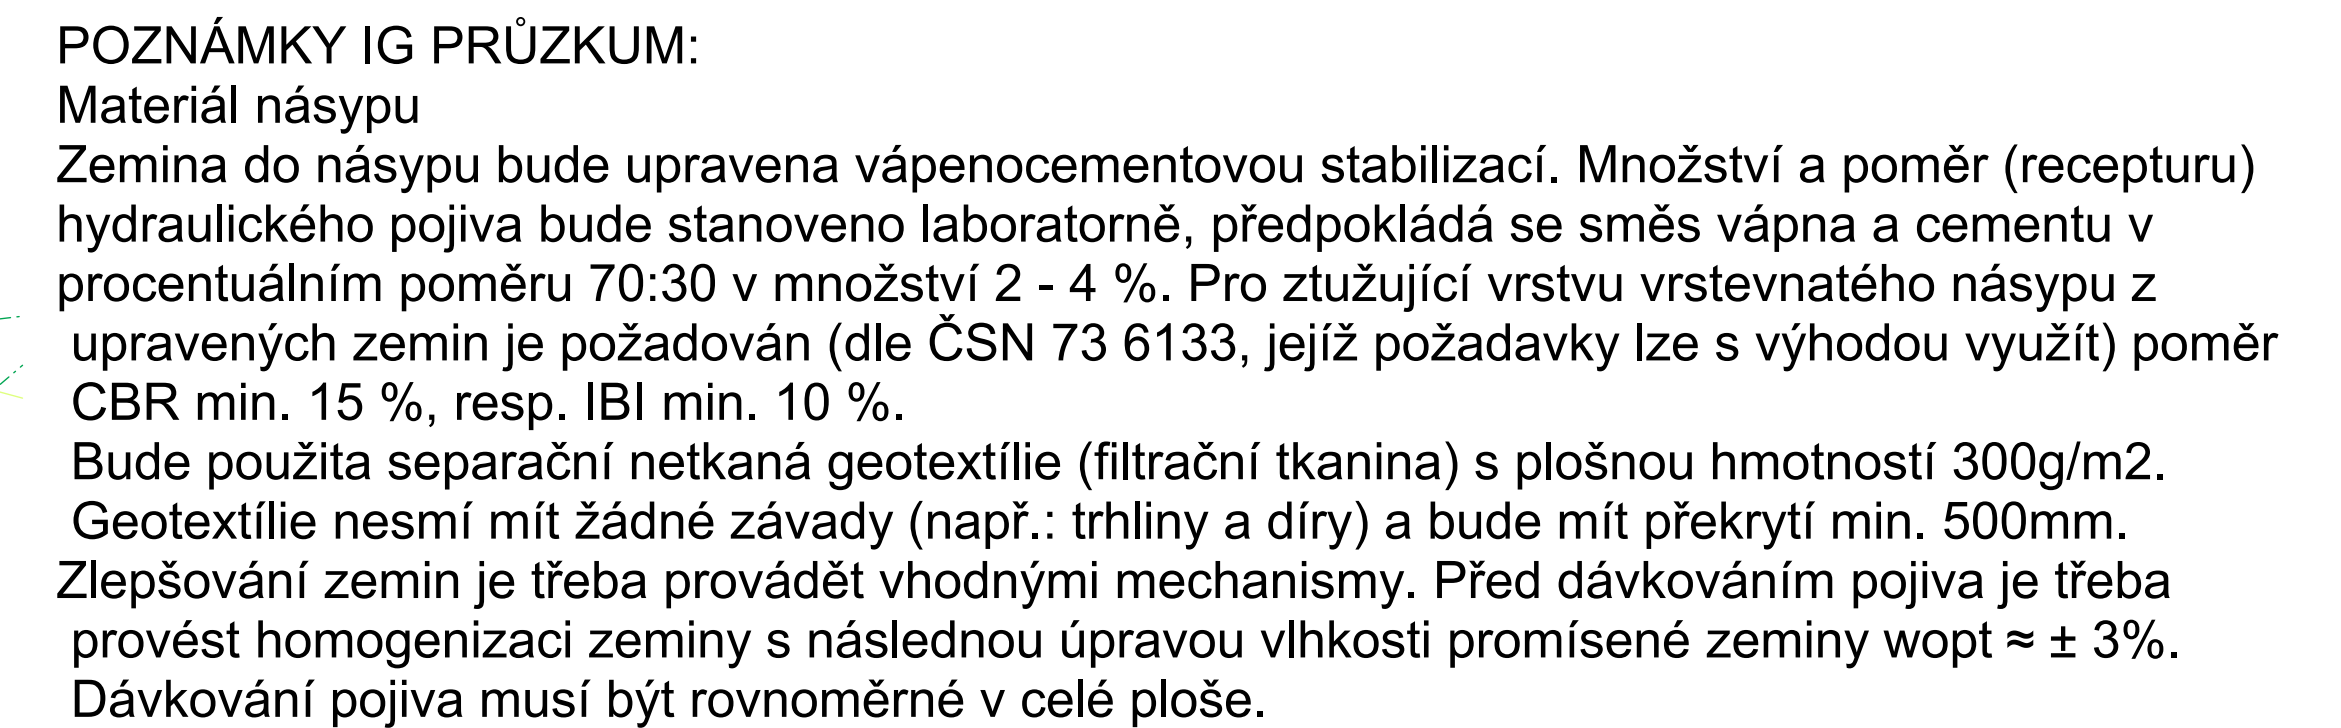 POZNÁMKY IG PRŮZKUM:
Materiál násypu
Zemina do násypu bude upravena vápenocementovou stabilizací. Množství a poměr (recepturu)
hydraulického pojiva bude stanoveno laboratorně, předpokládá se směs vápna a cementu v
procentuálním poměru 70:30 v množství 2 - 4 %. Pro ztužující vrstvu vrstevnatého násypu z
upravených zemin je požadován (dle ČSN 73 6133, jejíž požadavky lze s výhodou využít) poměr
CBR min. 15 %, resp. IBI min. 10 %.
Bude použita separační netkaná geotextílie (filtrační tkanina) s plošnou hmotností 300g/m2.
Geotextílie nesmí mít žádné závady (např.: trhliny a díry) a bude mít překrytí min. 500mm.
Zlepšování zemin je třeba provádět vhodnými mechanismy. Před dávkováním pojiva je třeba
provést homogenizaci zeminy s následnou úpravou vlhkosti promísené zeminy wopt ≈ ± 3%.
Dávkování pojiva musí být rovnoměrné v celé ploše.